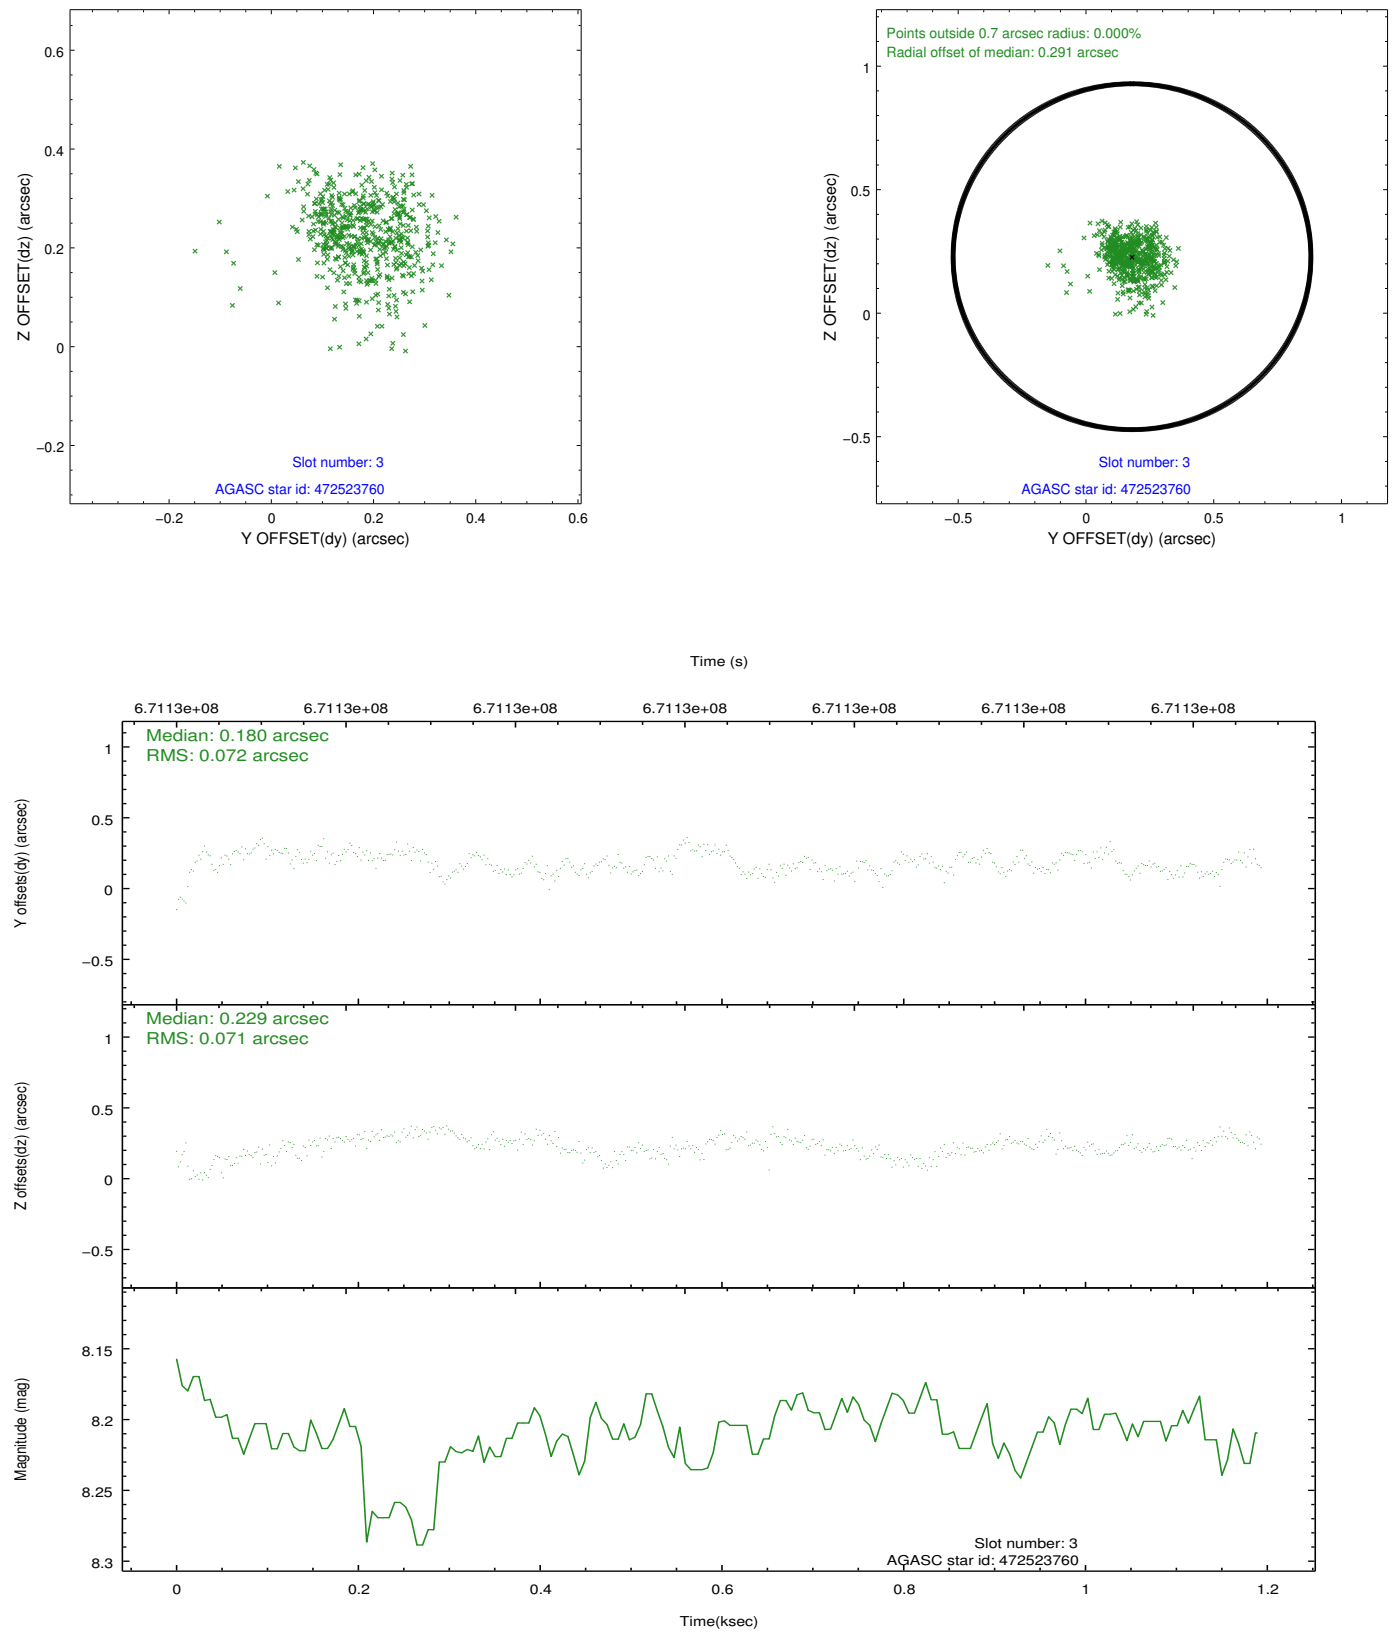 0.6
0.4
0.2
0
−0.2
Z OFFSET(dz) (arcsec)
Slot number: 3
AGASC star id: 472523760
−0.2
0
0.2
0.4
0.6
Y OFFSET(dy) (arcsec)
Points outside 0.7 arcsec radius: 0.000%
Radial offset of median: 0.291 arcsec
1
0.5
0
−0.5
Z OFFSET(dz) (arcsec)
Slot number: 3
AGASC star id: 472523760
−0.5
0
0.5
1
Y OFFSET(dy) (arcsec)
Time (s)
6.7113e+08
6.7113e+08
6.7113e+08
6.7113e+08
6.7113e+08
6.7113e+08
6.7113e+08
Median: 0.180 arcsec
RMS: 0.072 arcsec
1
0.5
0
−0.5
Y offsets(dy) (arcsec)
Median: 0.229 arcsec
RMS: 0.071 arcsec
1
0.5
0
−0.5
Z offsets(dz) (arcsec)
8.15
8.2
8.25
8.3
Magnitude (mag)
Slot number: 3
AGASC star id: 472523760
0
0.2
0.4
0.6
0.8
1
1.2
Time(ksec)